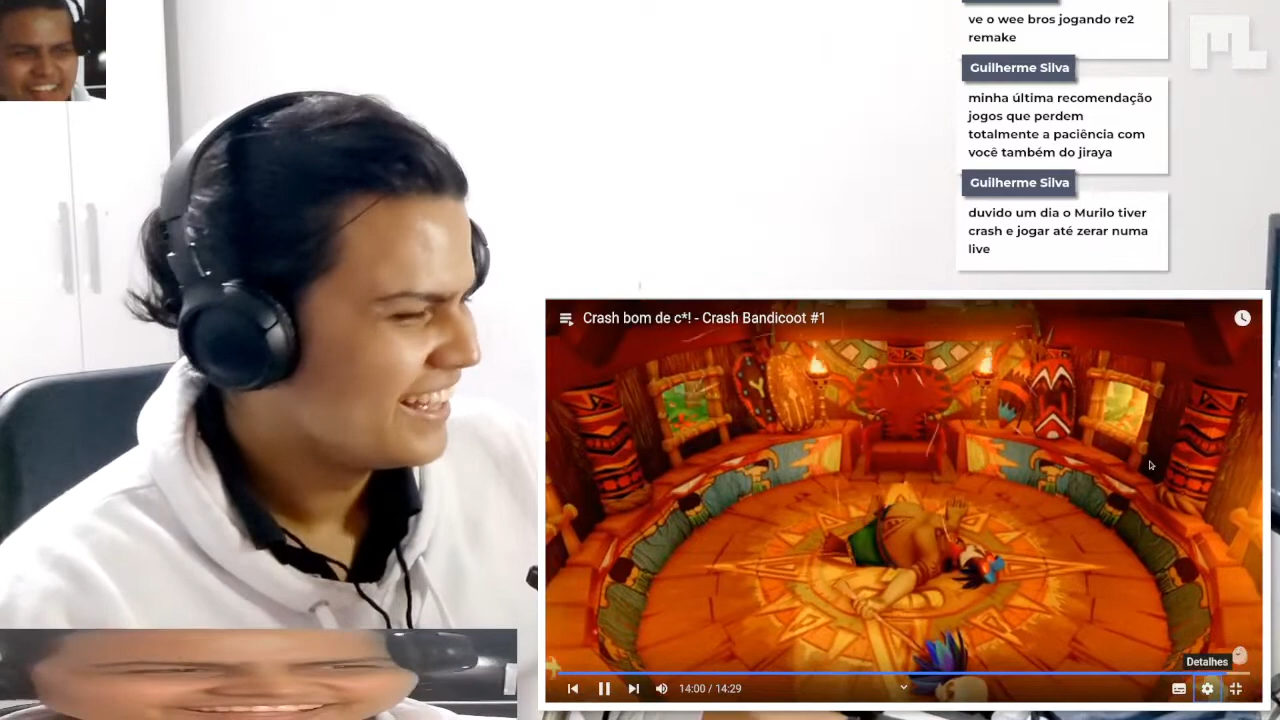 ve o wee bros jogando re2
remake
Guilherme Silva
minha última recomendação
jogos que perdem
totalmente a paciência com
você também do jiraya
Guilherme Silva
duvido um dia o Murilo tiver
crash e jogar até zerar numa
live
Crash bom de c*! - Crash Bandicoot #1
Detalhes
14:00 / 14:29